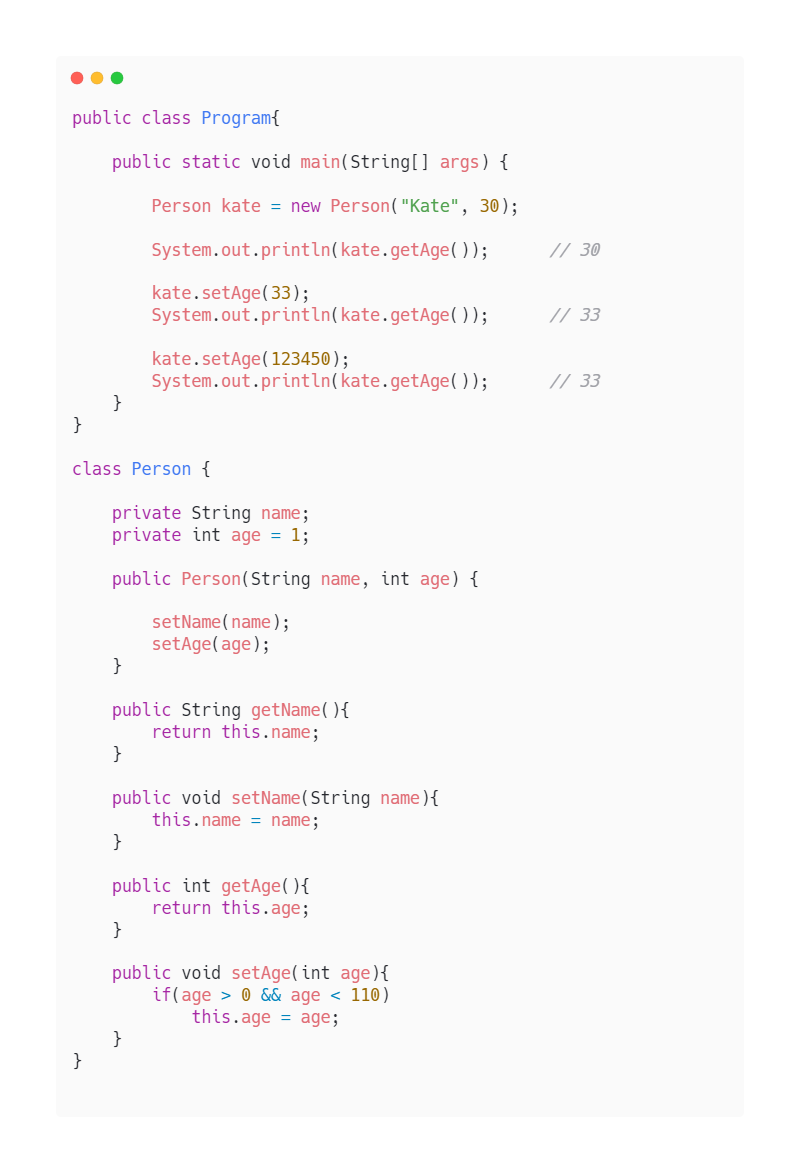 public class Program{
    public static void main(String[] args) {
        Person kate = new Person("Kate", 30);
        System.out.println(kate.getAge());      // 30
        kate.setAge(33);
        System.out.println(kate.getAge());      // 33
        kate.setAge(123450);
        System.out.println(kate.getAge());      // 33
    }
}
class Person {
    private String name;
    private int age = 1;
    public Person(String name, int age) {
        setName(name);
        setAge(age);
    }
    public String getName(){
        return this.name;
    }
    public void setName(String name){
        this.name = name;
    }
    public int getAge(){
        return this.age;
    }
    public void setAge(int age){
        if(age > 0 && age < 110)
            this.age = age;
    }
}